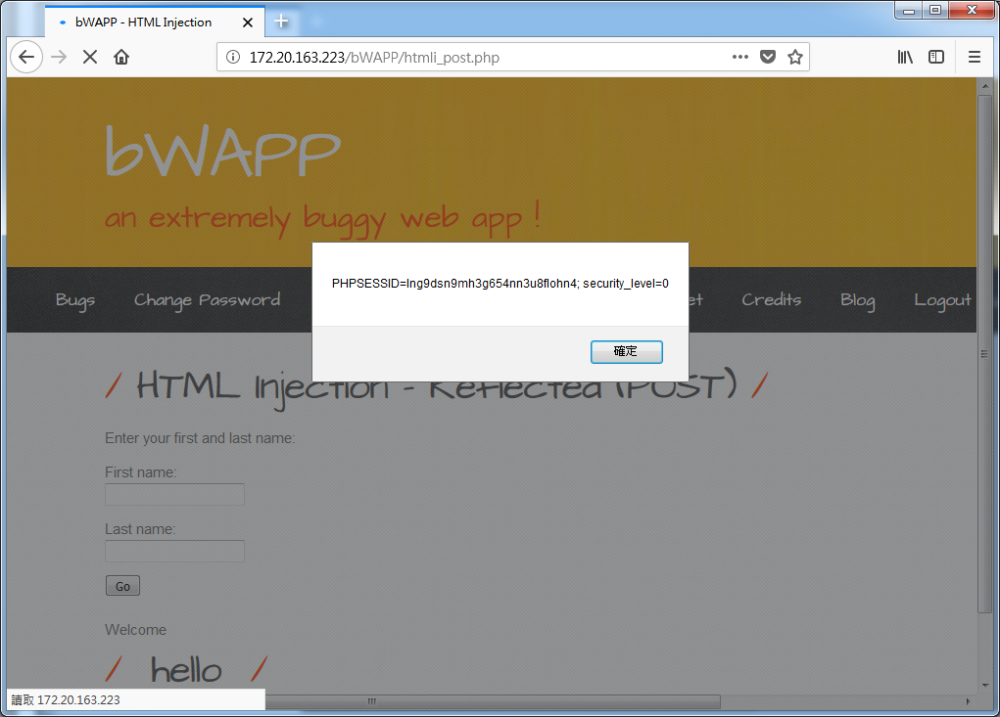 bWAPP - HTML Injection
172.20.163.223/bWAPP/htmli_post.php
bWAPP
an extremely buggy web app !
Bugs Change Password et Credits Blog Logout
PHPSESSID=lng9dsn9mh3g654nn3u8flohn4; security_level=0
確定
/ HTML Injection - Reflected (POST) /
Enter your first and last name:
First name:
Last name:
Go
Welcome
/ hello /
讀取 172.20.163.223